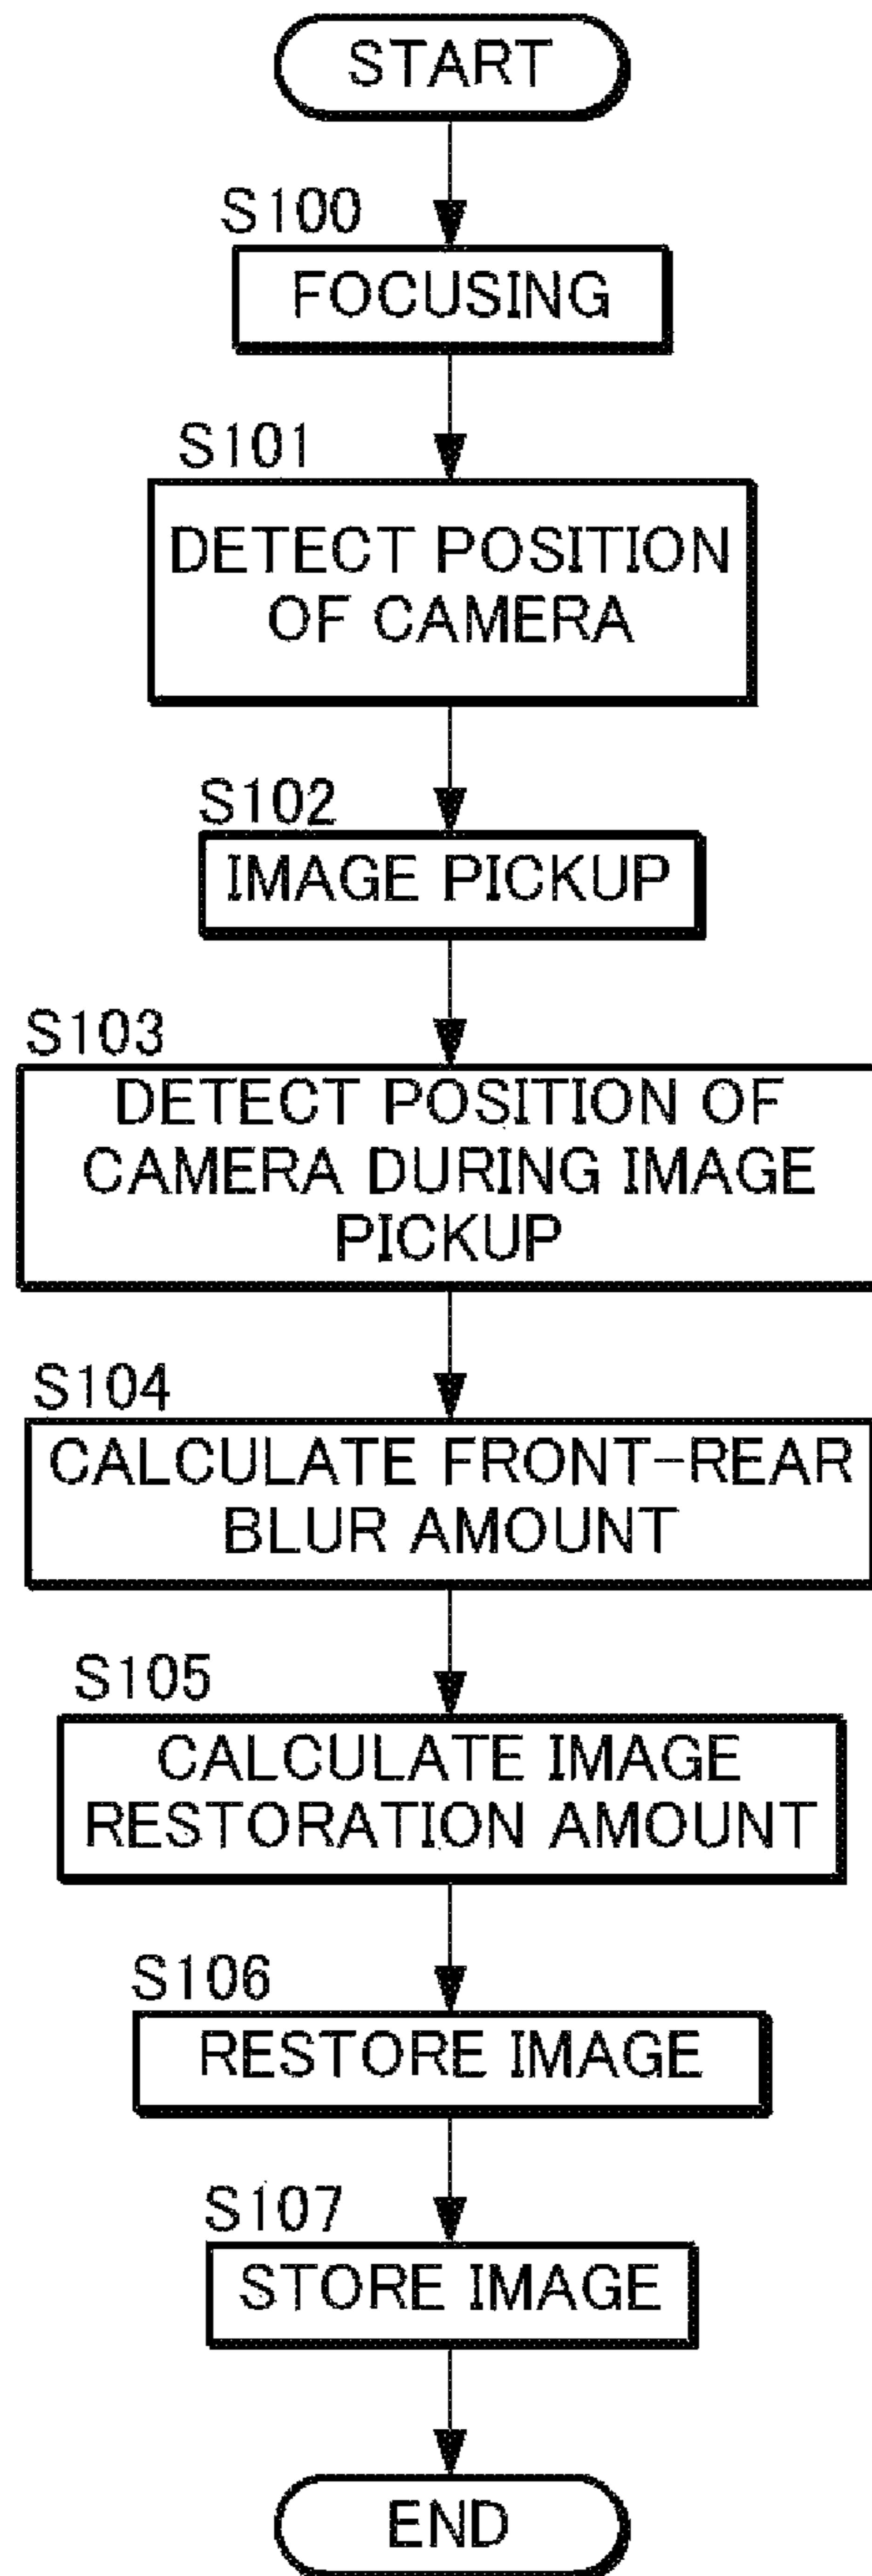 START
S100
FOCUSING
S101
DETECT POSITION
OF CAMERA
S102
IMAGE PICKUP
S103
DETECT POSITION OF
CAMERA DURING IMAGE
PICKUP
S104
CALCULATE FRONT-REAR
BLUR AMOUNT
S105
CALCULATE IMAGE
RESTORATION AMOUNT
S106
RESTORE IMAGE
S107
STORE IMAGE
END